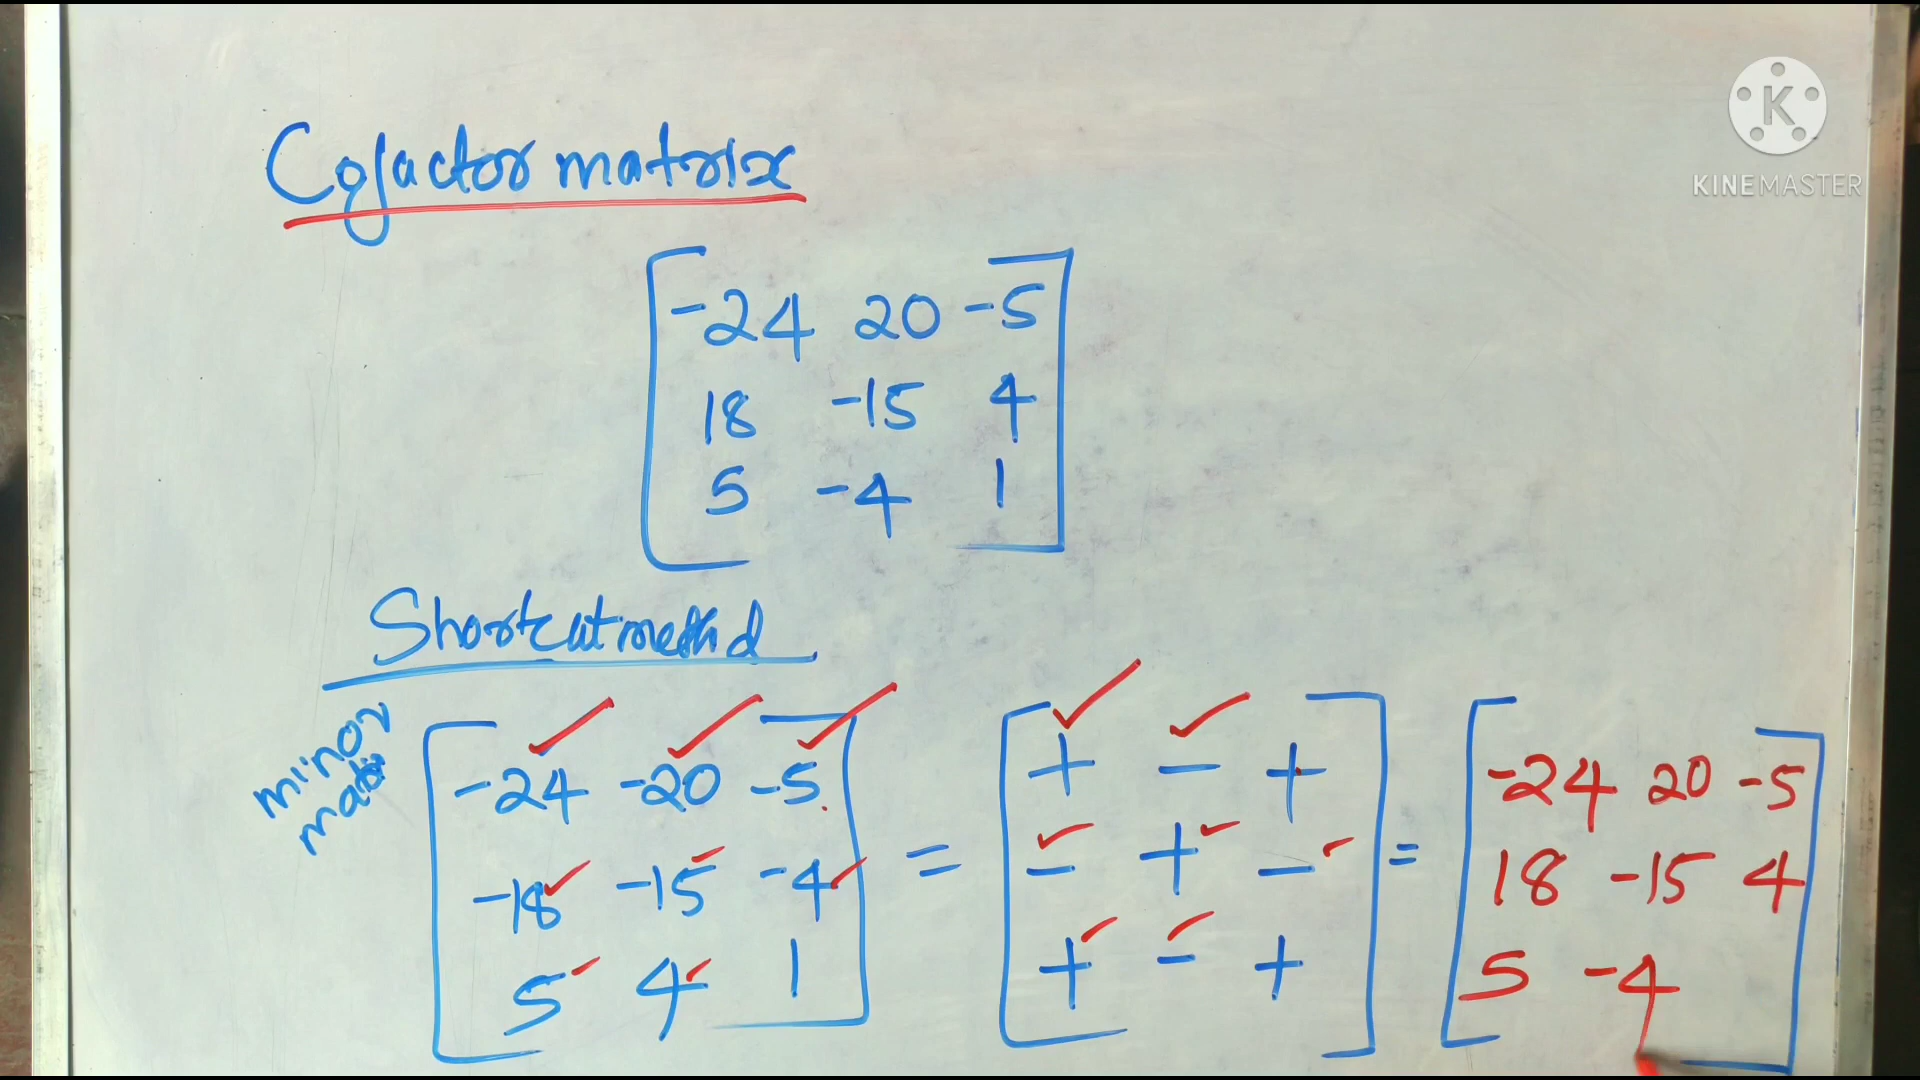 KINEMASTER
Cofactor matrix
-24 20 -5
18 -15 4
5 -4 1
Shortcut method
minor
matrix
-24 -20 -5 = + - + = -24 20 -5
-18 -15 -4 - + - 18 -15 4
5 4 1 + - + 5 -4